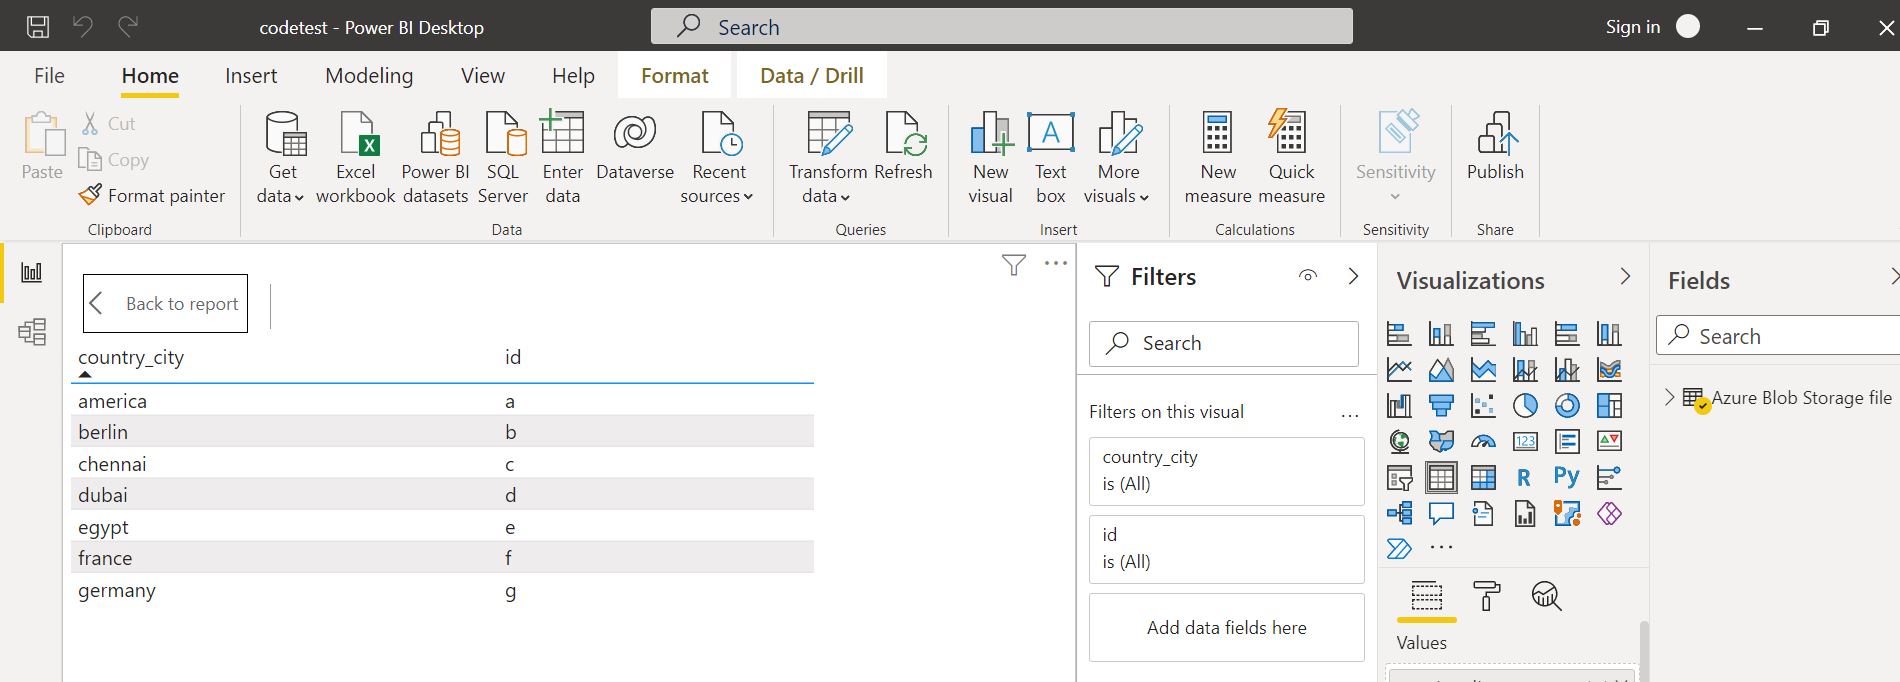 codetest - Power BI Desktop
Search
Sign in
File
Home
Insert
Modeling
View
Help
Format
Data / Drill
Paste
Cut
Copy
Format painter
Clipboard
Get data
Excel workbook
Power BI datasets
SQL Server
Enter data
Dataverse
Recent sources
Data
Transform data
Refresh
Queries
New visual
A
Text box
More visuals
Insert
New measure
Quick measure
Calculations
Sensitivity
Sensitivity
Publish
Share
Back to report
country_city id
america a
berlin b
chennai c
dubai d
egypt e
france f
germany g
Filters
Search
Filters on this visual
...
country_city
is (All)
id
is (All)
Add data fields here
Visualizations
123
R
Py
...
Values
Fields
Search
Azure Blob Storage file